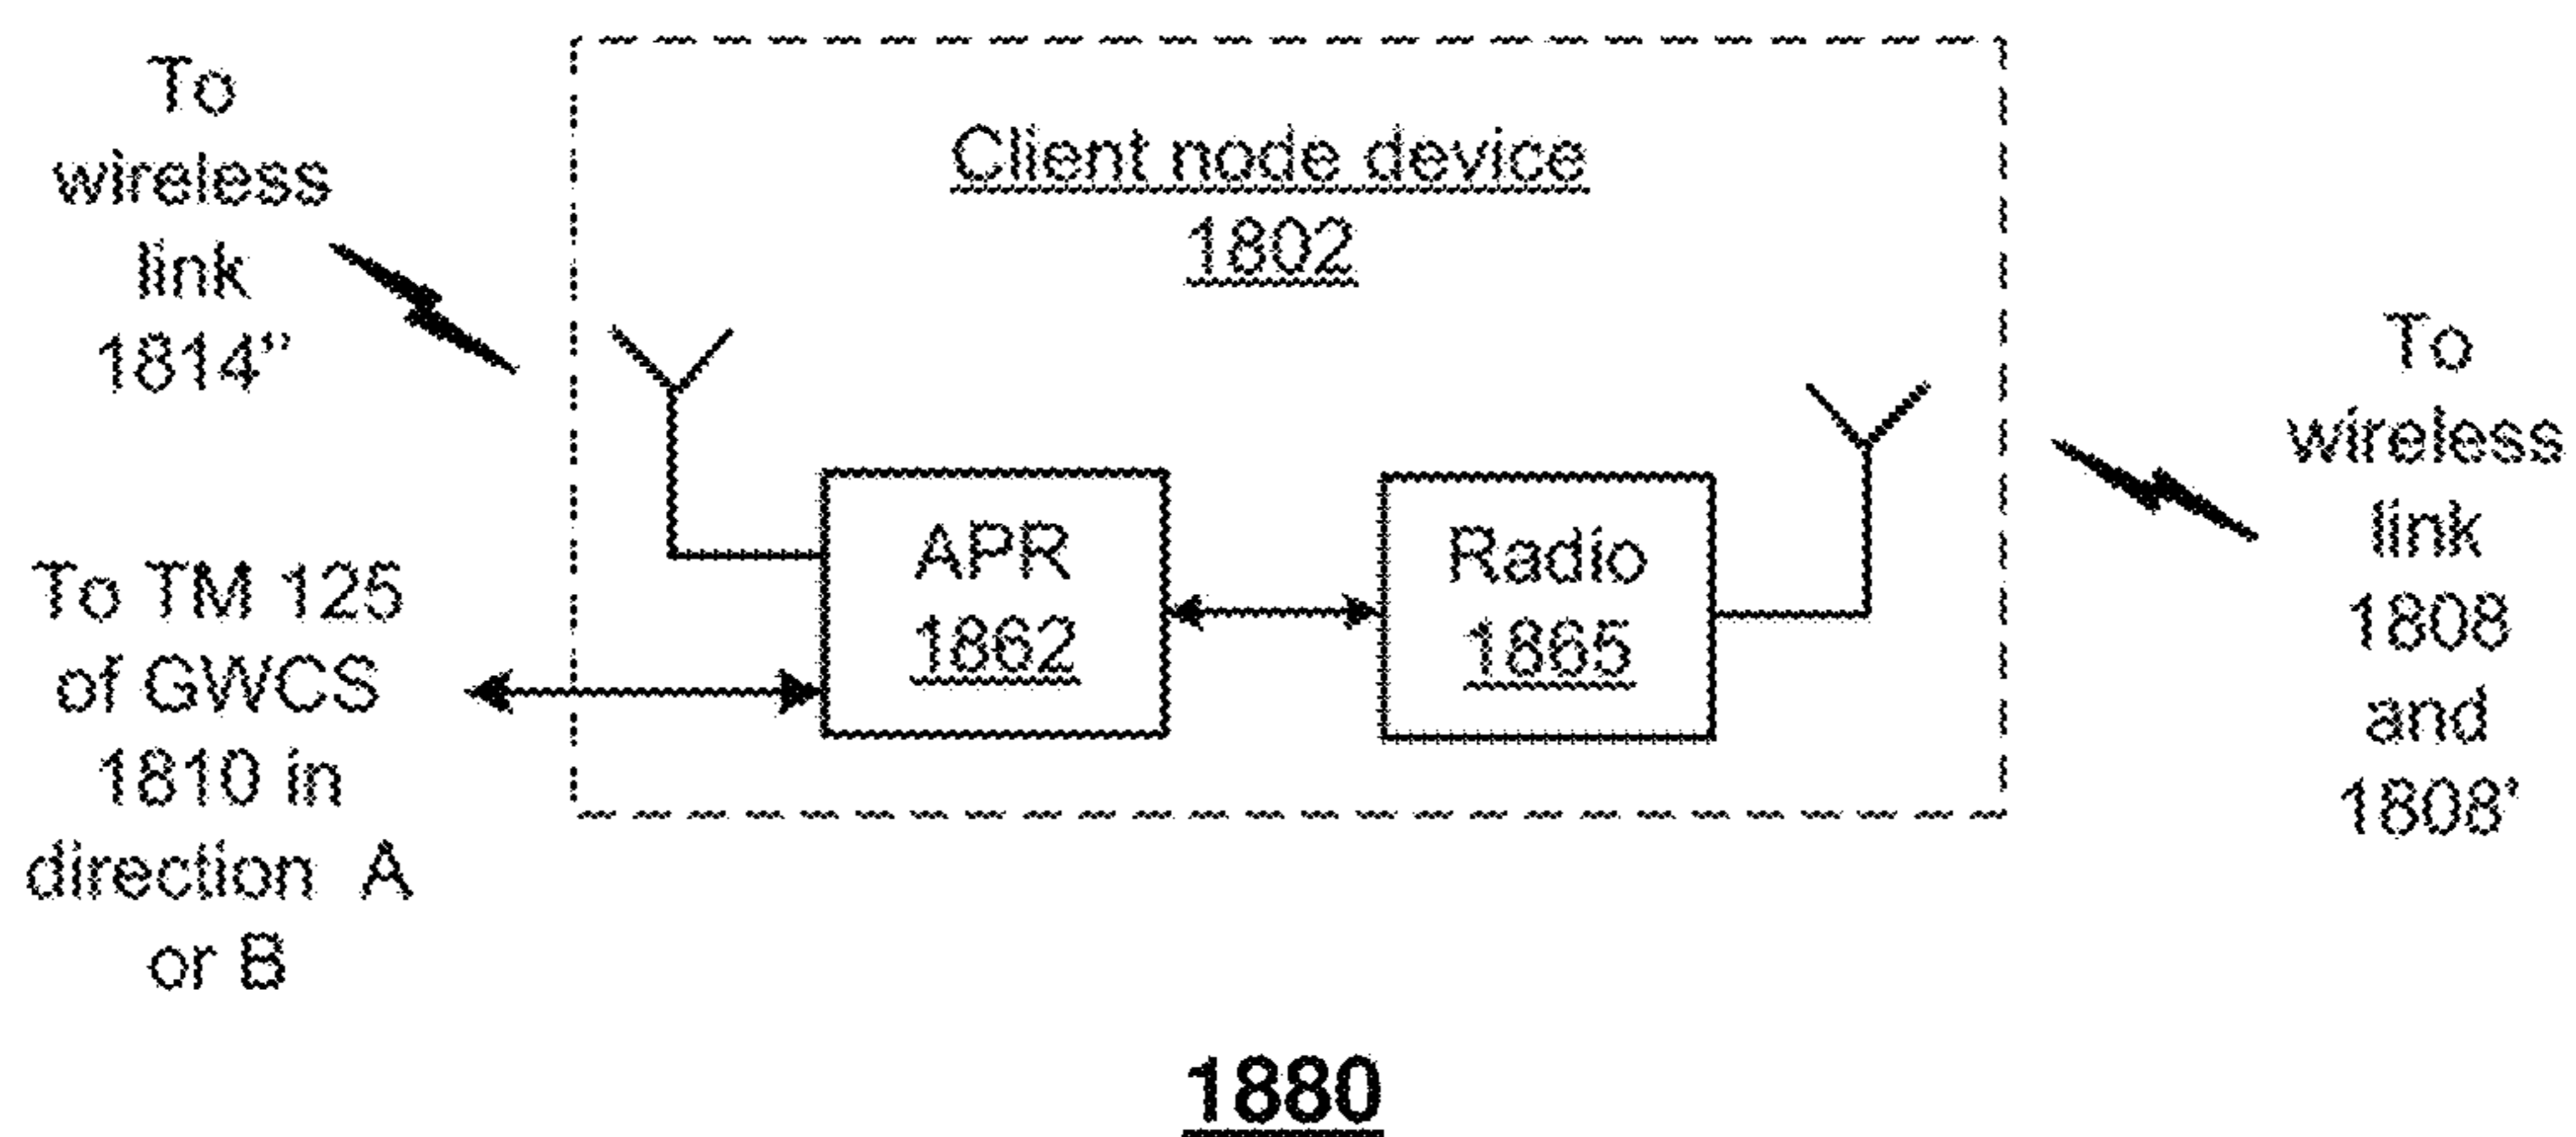 To
wireless
link
1814”
To TM 125
of GWCS
1810 in
direction A
or B
Client node device
1802
APR
1862
Radio
1865
To
wireless
link
1808
and
1808’
1880